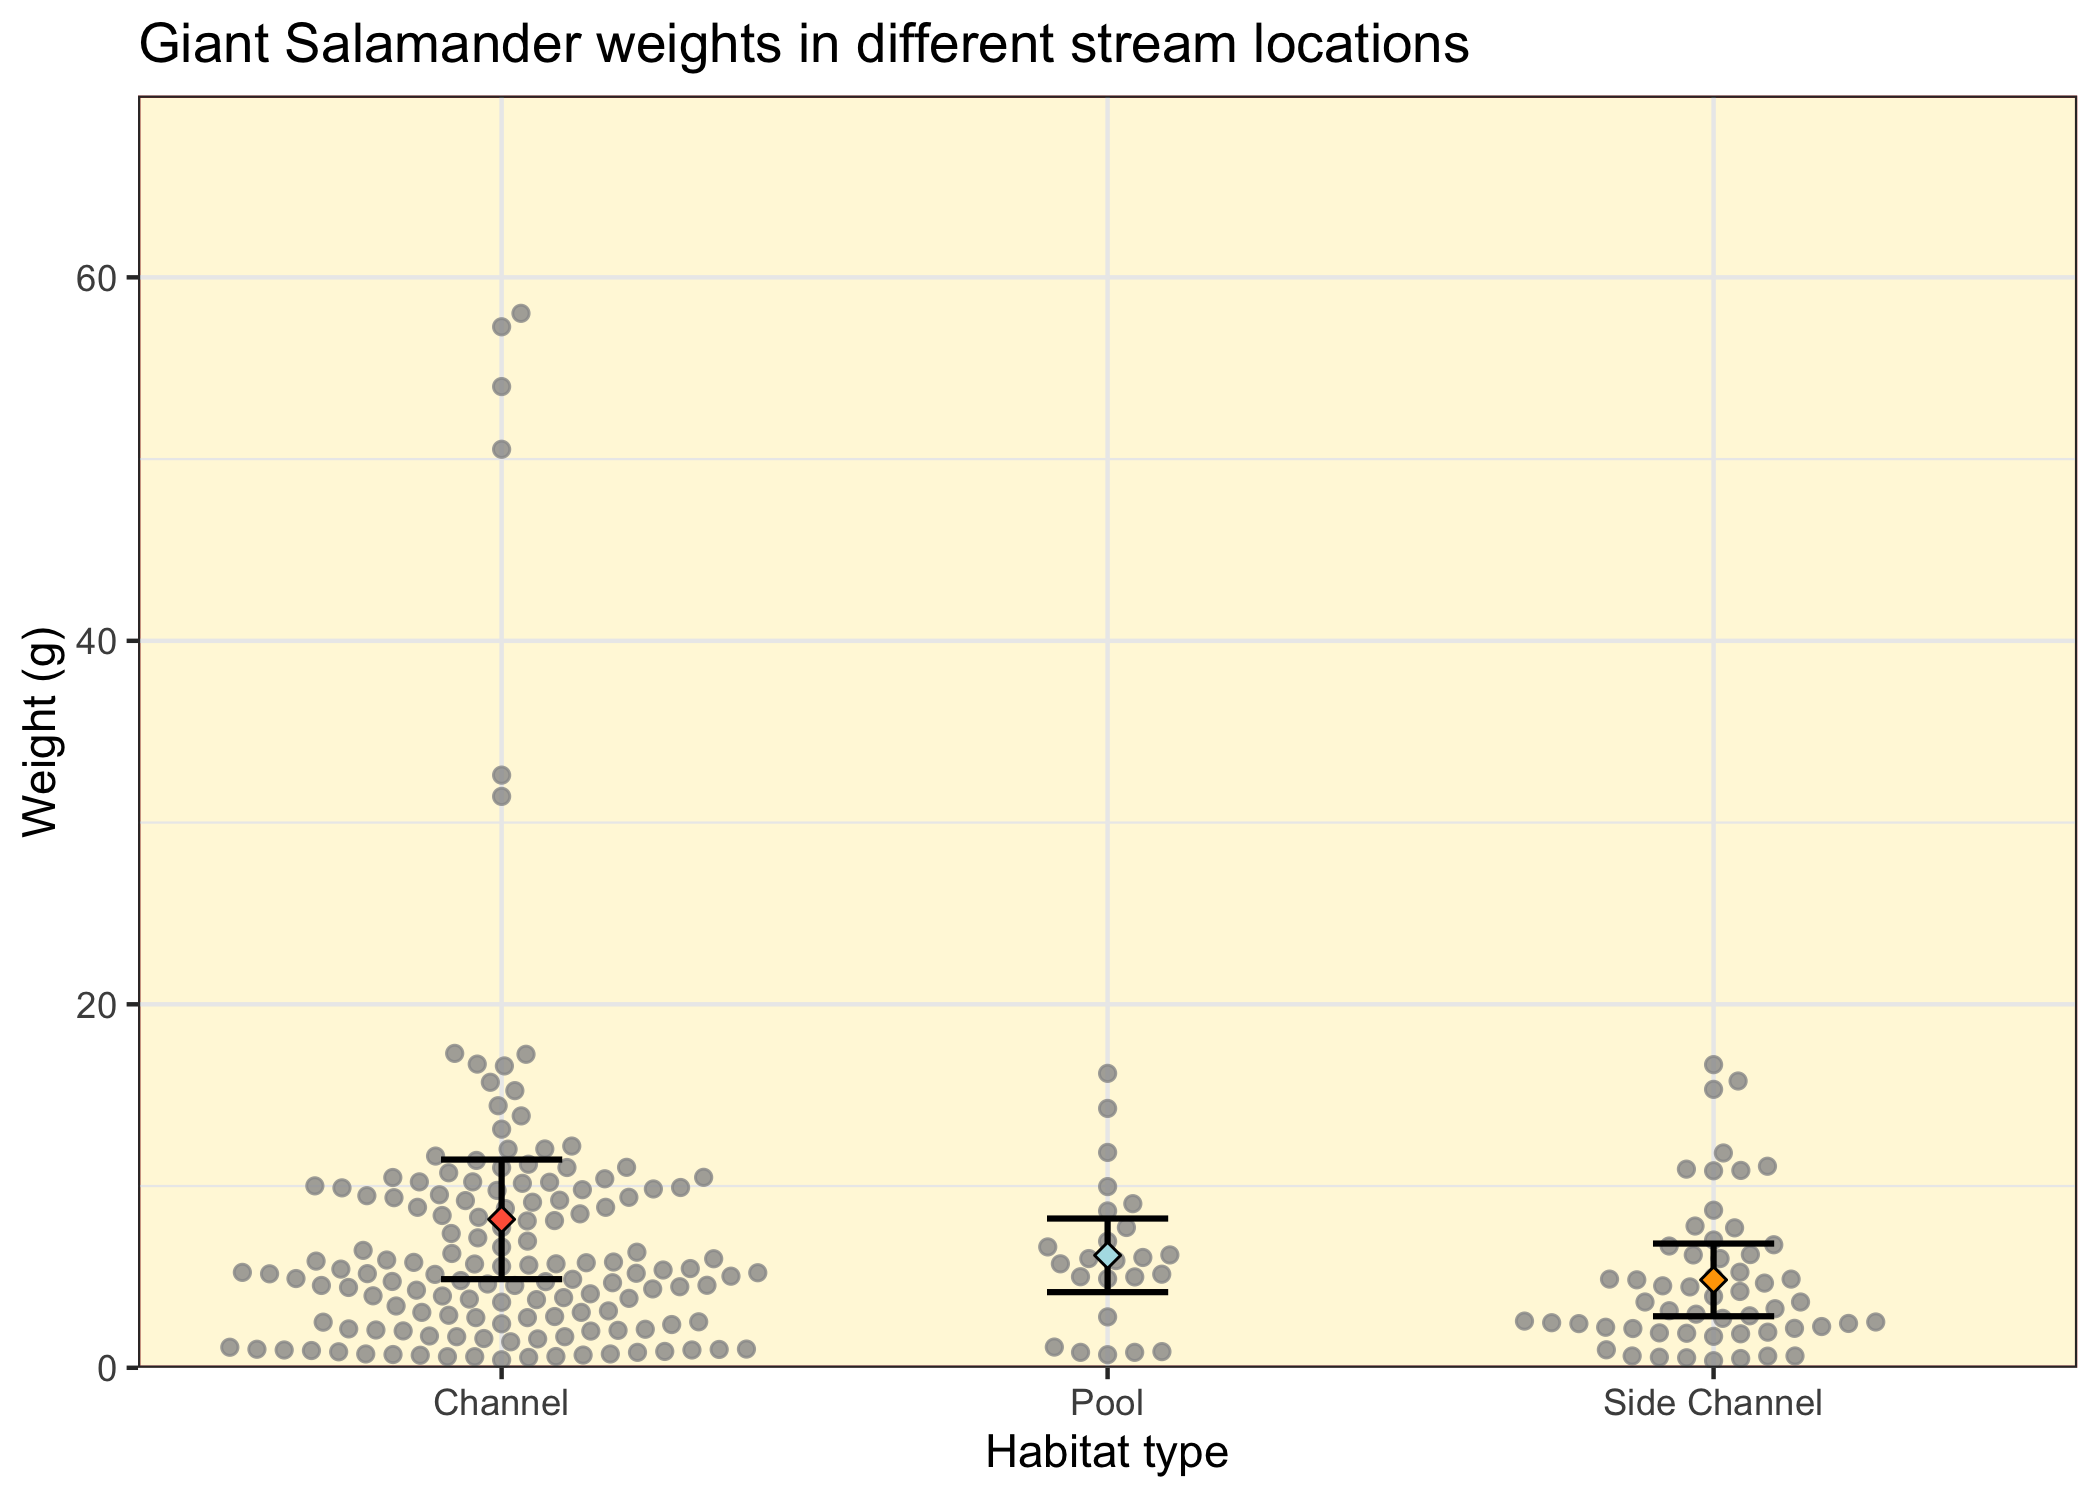 Giant Salamander weights in different stream locations
Weight (g)
60
40
20
0
Channel
Pool
Side Channel
Habitat type